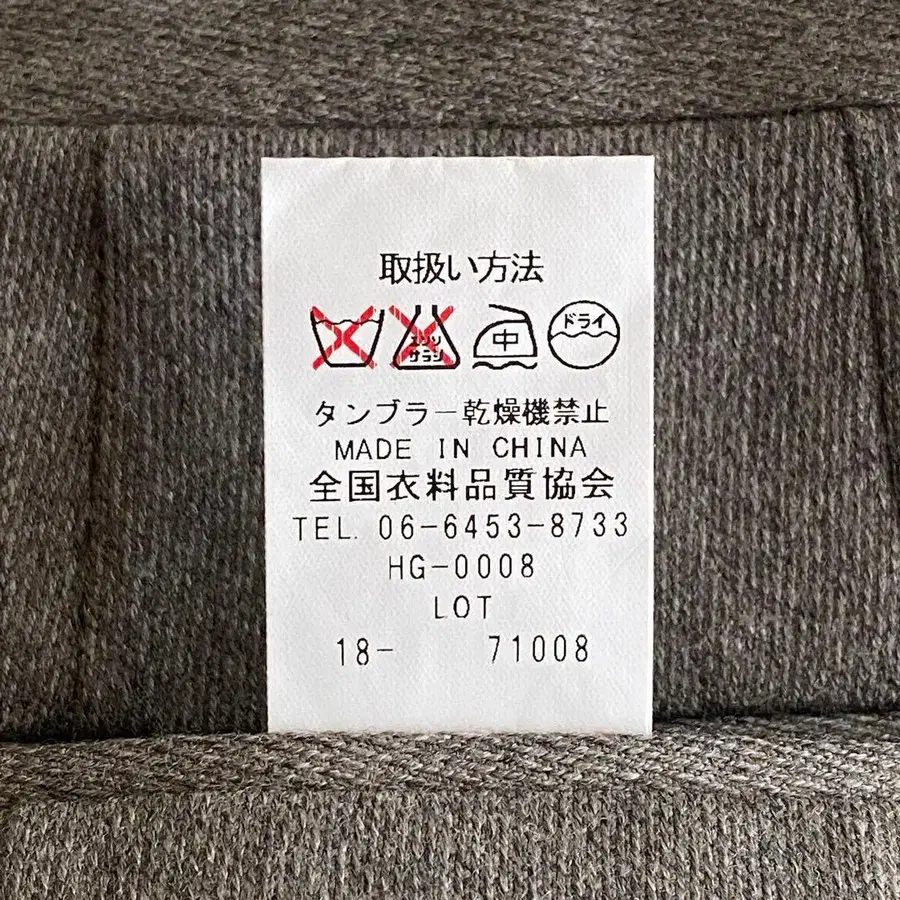 取扱い方法
エンソ
サラシ
中
ドライ
タンブラー乾燥機禁止
MADE IN CHINA
全国衣料品質協会
TEL. 06-6453-8733
HG-0008
LOT
18- 71008